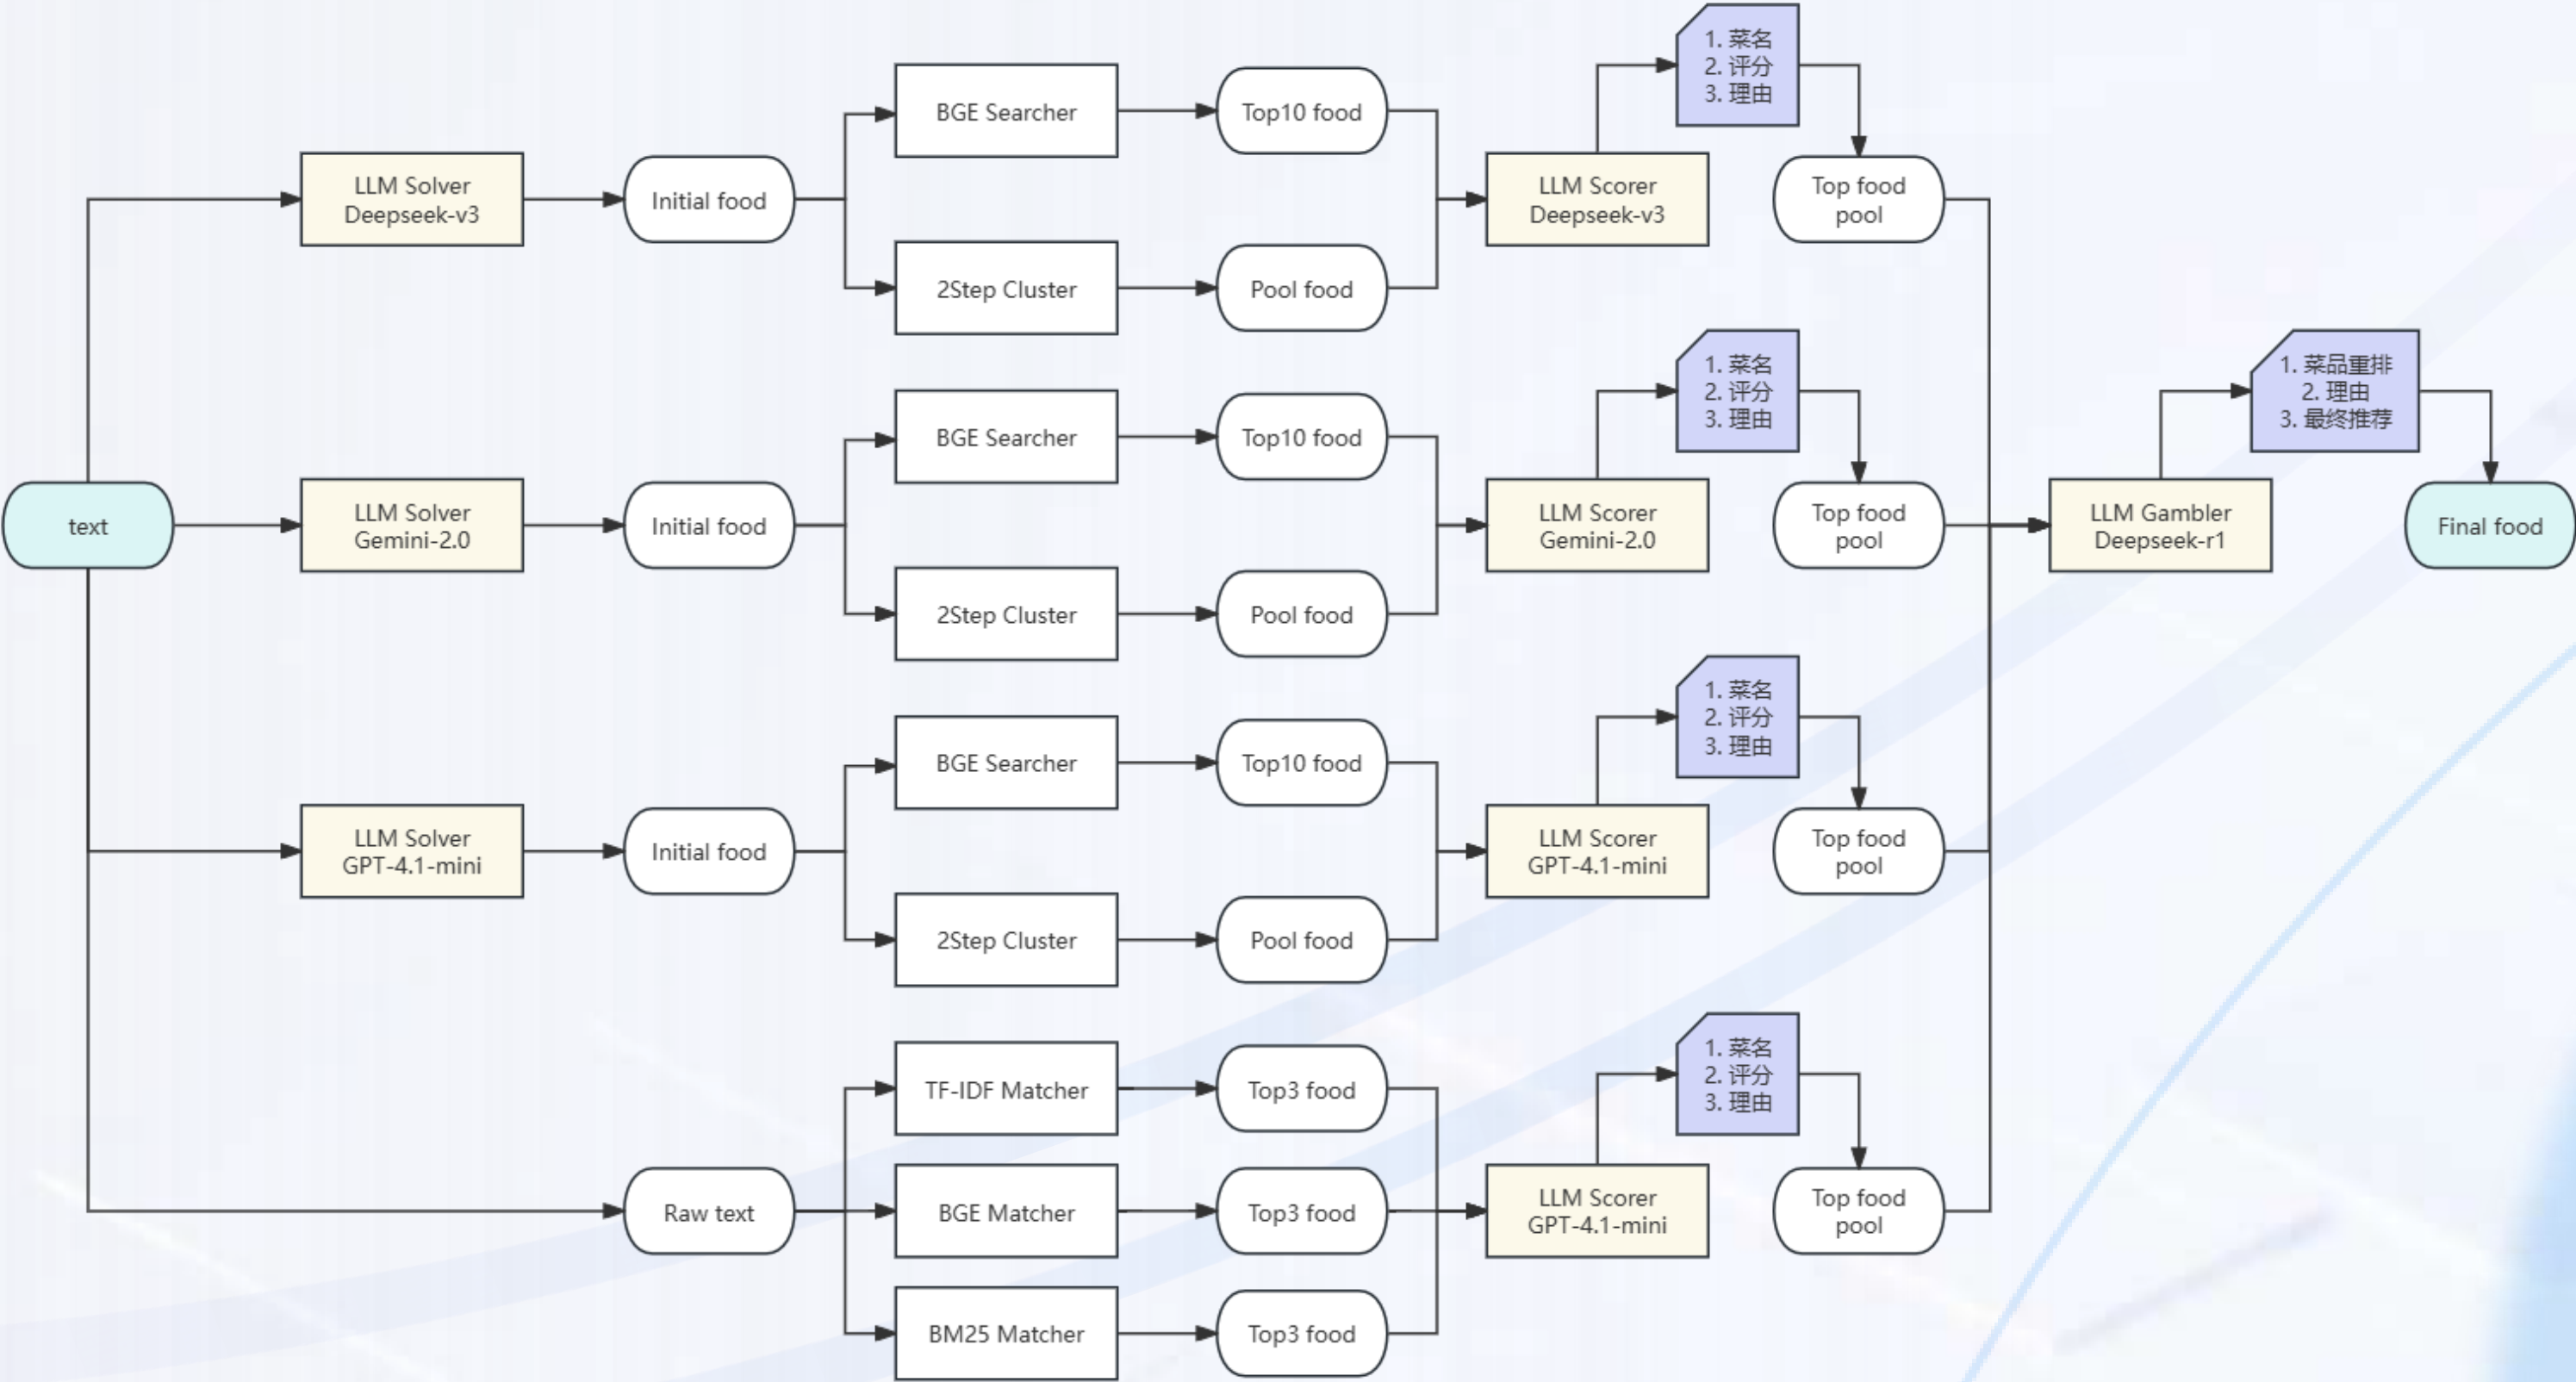 text
LLM Solver
Deepseek-v3
Initial food
BGE Searcher
Top10 food
2Step Cluster
Pool food
LLM Scorer
Deepseek-v3
1. 菜名
2. 评分
3. 理由
Top food
pool
LLM Solver
Gemini-2.0
Initial food
BGE Searcher
Top10 food
2Step Cluster
Pool food
LLM Scorer
Gemini-2.0
1. 菜名
2. 评分
3. 理由
Top food
pool
LLM Solver
GPT-4.1-mini
Initial food
BGE Searcher
Top10 food
2Step Cluster
Pool food
LLM Scorer
GPT-4.1-mini
1. 菜名
2. 评分
3. 理由
Top food
pool
Raw text
TF-IDF Matcher
Top3 food
BGE Matcher
Top3 food
BM25 Matcher
Top3 food
LLM Scorer
GPT-4.1-mini
1. 菜名
2. 评分
3. 理由
Top food
pool
LLM Gambler
Deepseek-r1
1. 菜品重排
2. 理由
3. 最终推荐
Final food